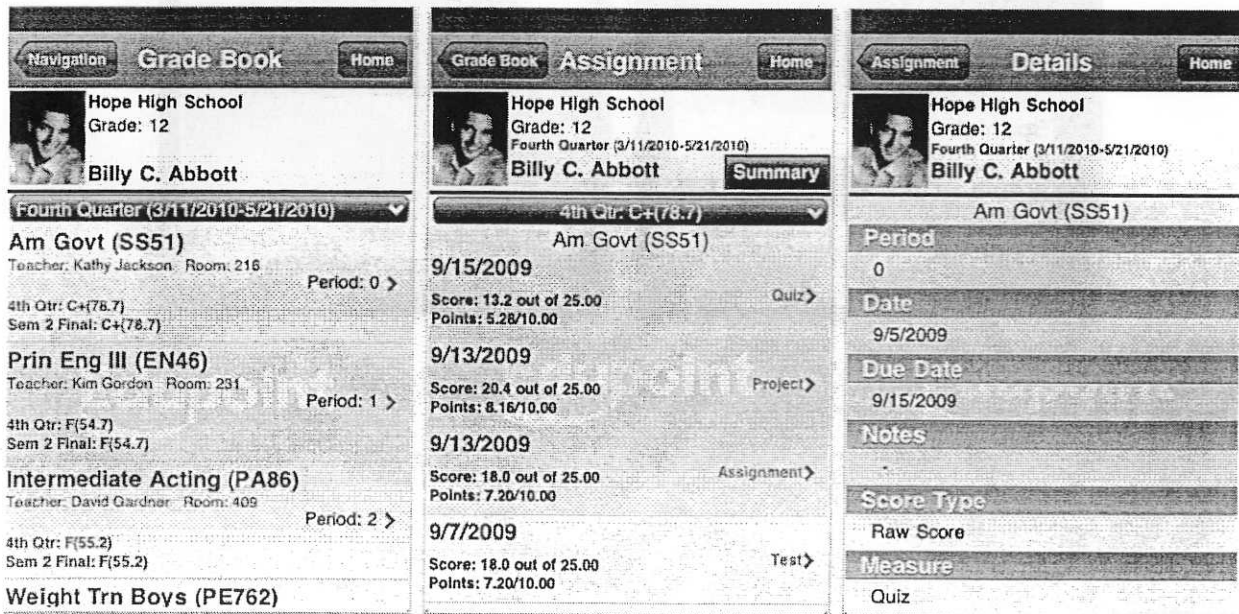 Navigation
Grade Book
Home
Hope High School
Grade: 12
Billy C. Abbott
Fourth Quarter (3/11/2010-5/21/2010)
Am Govt (SS51)
Teacher: Kathy Jackson Room: 216
Period: 0 >
4th Qtr: C+(78.7)
Sem 2 Final: C+(78.7)
Prin Eng III (EN46)
Teacher: Kim Gordon Room: 231
Period: 1 >
4th Qtr: F(54.7)
Sem 2 Final: F(54.7)
Intermediate Acting (PA86)
Teacher: David Gardner Room: 409
Period: 2 >
4th Qtr: F(55.2)
Sem 2 Final: F(55.2)
Weight Trn Boys (PE762)
Grade Book
Assignment
Home
Hope High School
Grade: 12
Fourth Quarter (3/11/2010-5/21/2010)
Billy C. Abbott
Summary
4th Qtr: C+(78.7)
Am Govt (SS51)
9/15/2009
Quiz>
Score: 13.2 out of 25.00
Points: 5.28/10.00
9/13/2009
Project>
Score: 20.4 out of 25.00
Points: 8.16/10.00
9/13/2009
Assignment>
Score: 18.0 out of 25.00
Points: 7.20/10.00
9/7/2009
Test>
Score: 18.0 out of 25.00
Points: 7.20/10.00
Assignment
Details
Home
Hope High School
Grade: 12
Fourth Quarter (3/11/2010-5/21/2010)
Billy C. Abbott
Am Govt (SS51)
Period
0
Date
9/5/2009
Due Date
9/15/2009
Notes
-
Score Type
Raw Score
Measure
Quiz